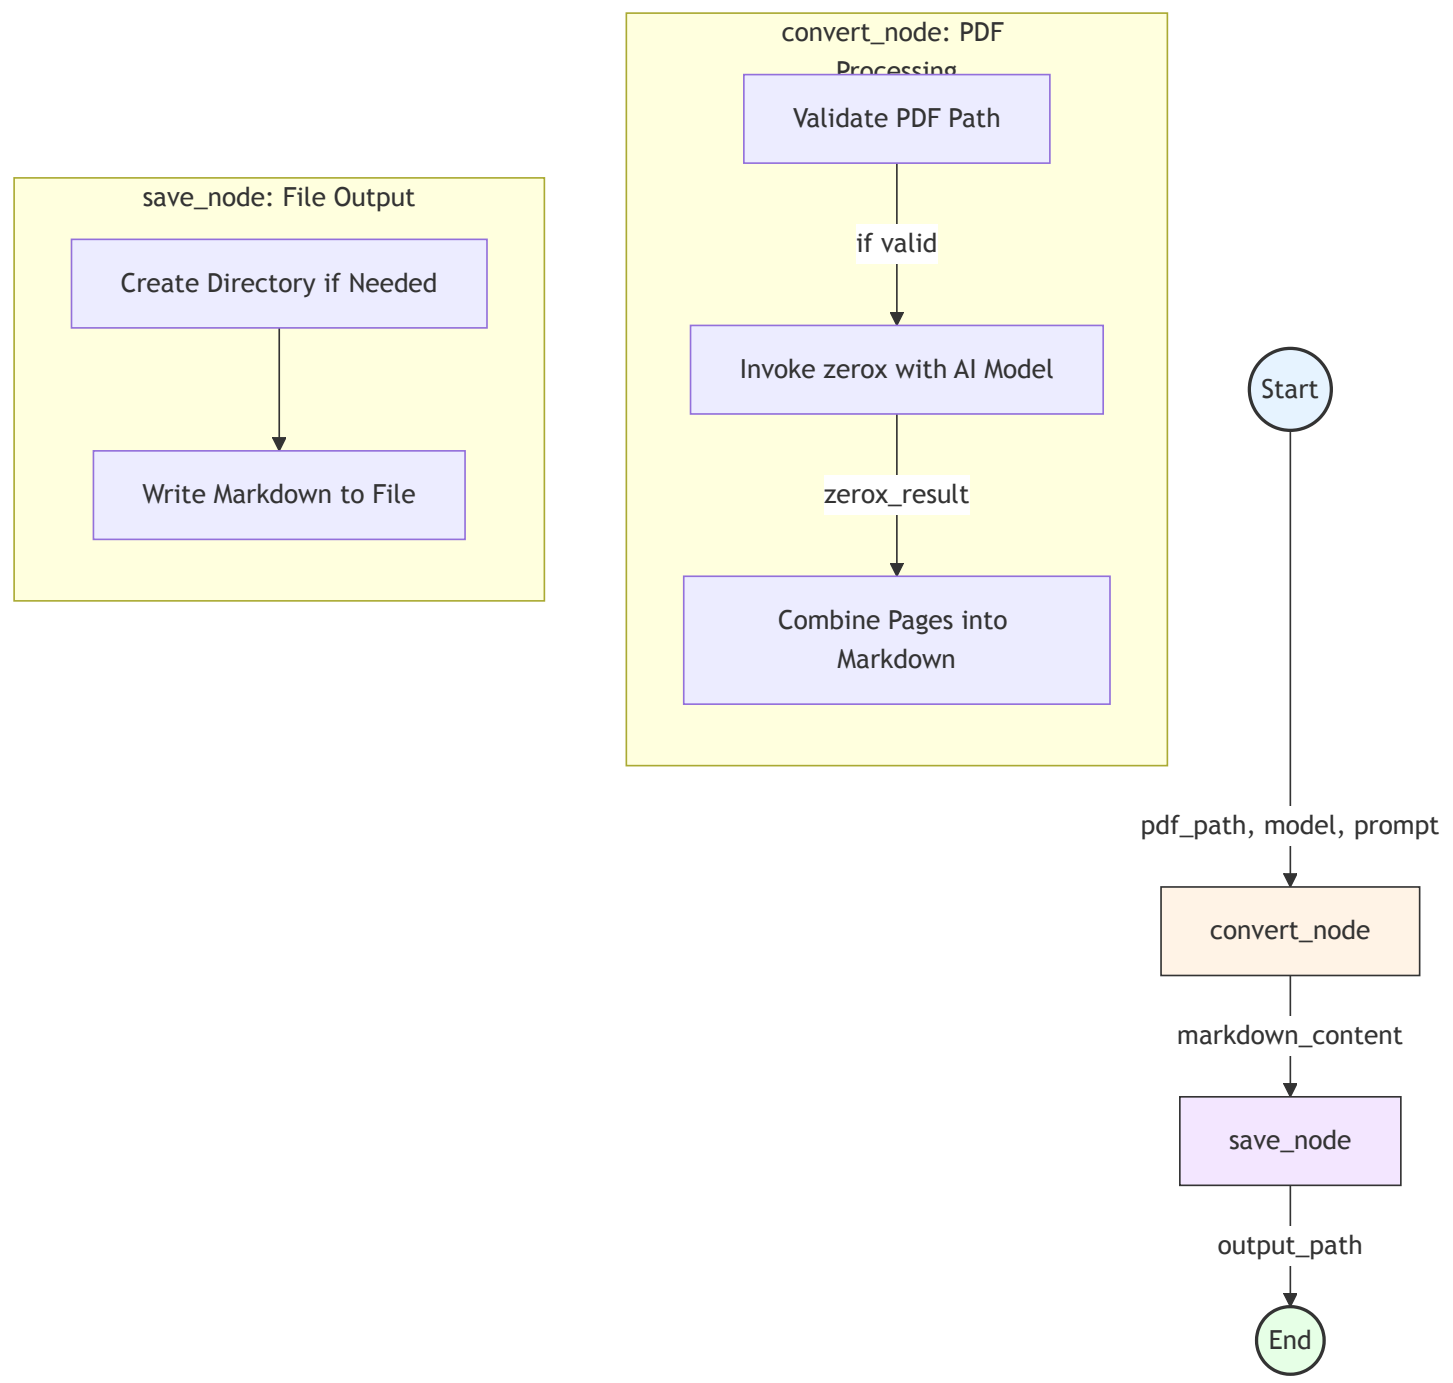 save_node: File Output
Create Directory if Needed
Write Markdown to File
convert_node: PDF
Processing
Validate PDF Path
if valid
Invoke zerox with AI Model
zerox_result
Combine Pages into
Markdown
Start
pdf_path, model, prompt
convert_node
markdown_content
save_node
output_path
End